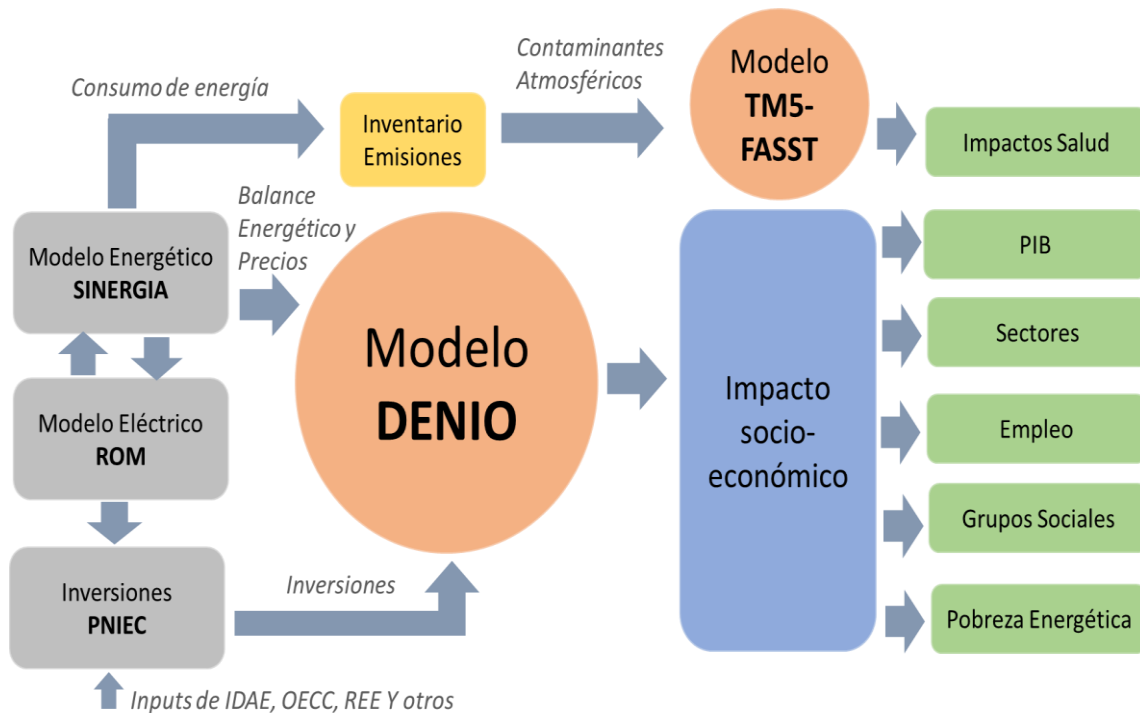 Consumo de energía
Inventario
Emisiones
Contaminantes
Atmosféricos
Modelo
TM5-
FASST
Impactos Salud
Modelo Energético
SINERGIA
Balance
Energético y
Precios
Modelo Eléctrico
ROM
Inversiones
PNIEC
Inversiones
Inputs de IDAE, OECC, REE Y otros
Modelo
DENIO
Impacto
socio-
económico
PIB
Sectores
Empleo
Grupos Sociales
Pobreza Energética